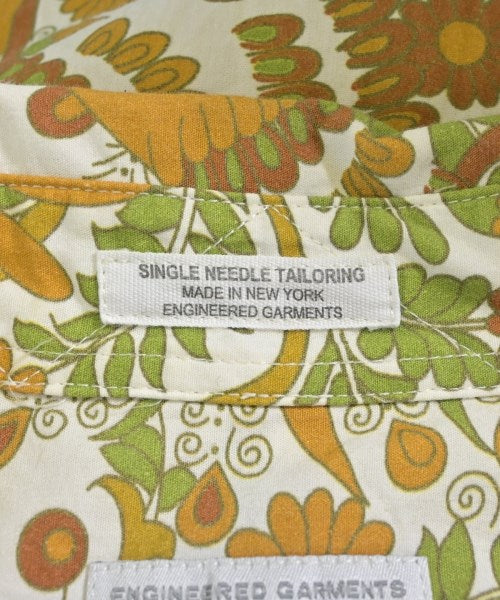 SINGLE NEEDLE TAILORING
MADE IN NEW YORK
ENGINEERED GARMENTS
ENGINEERED GARMENTS